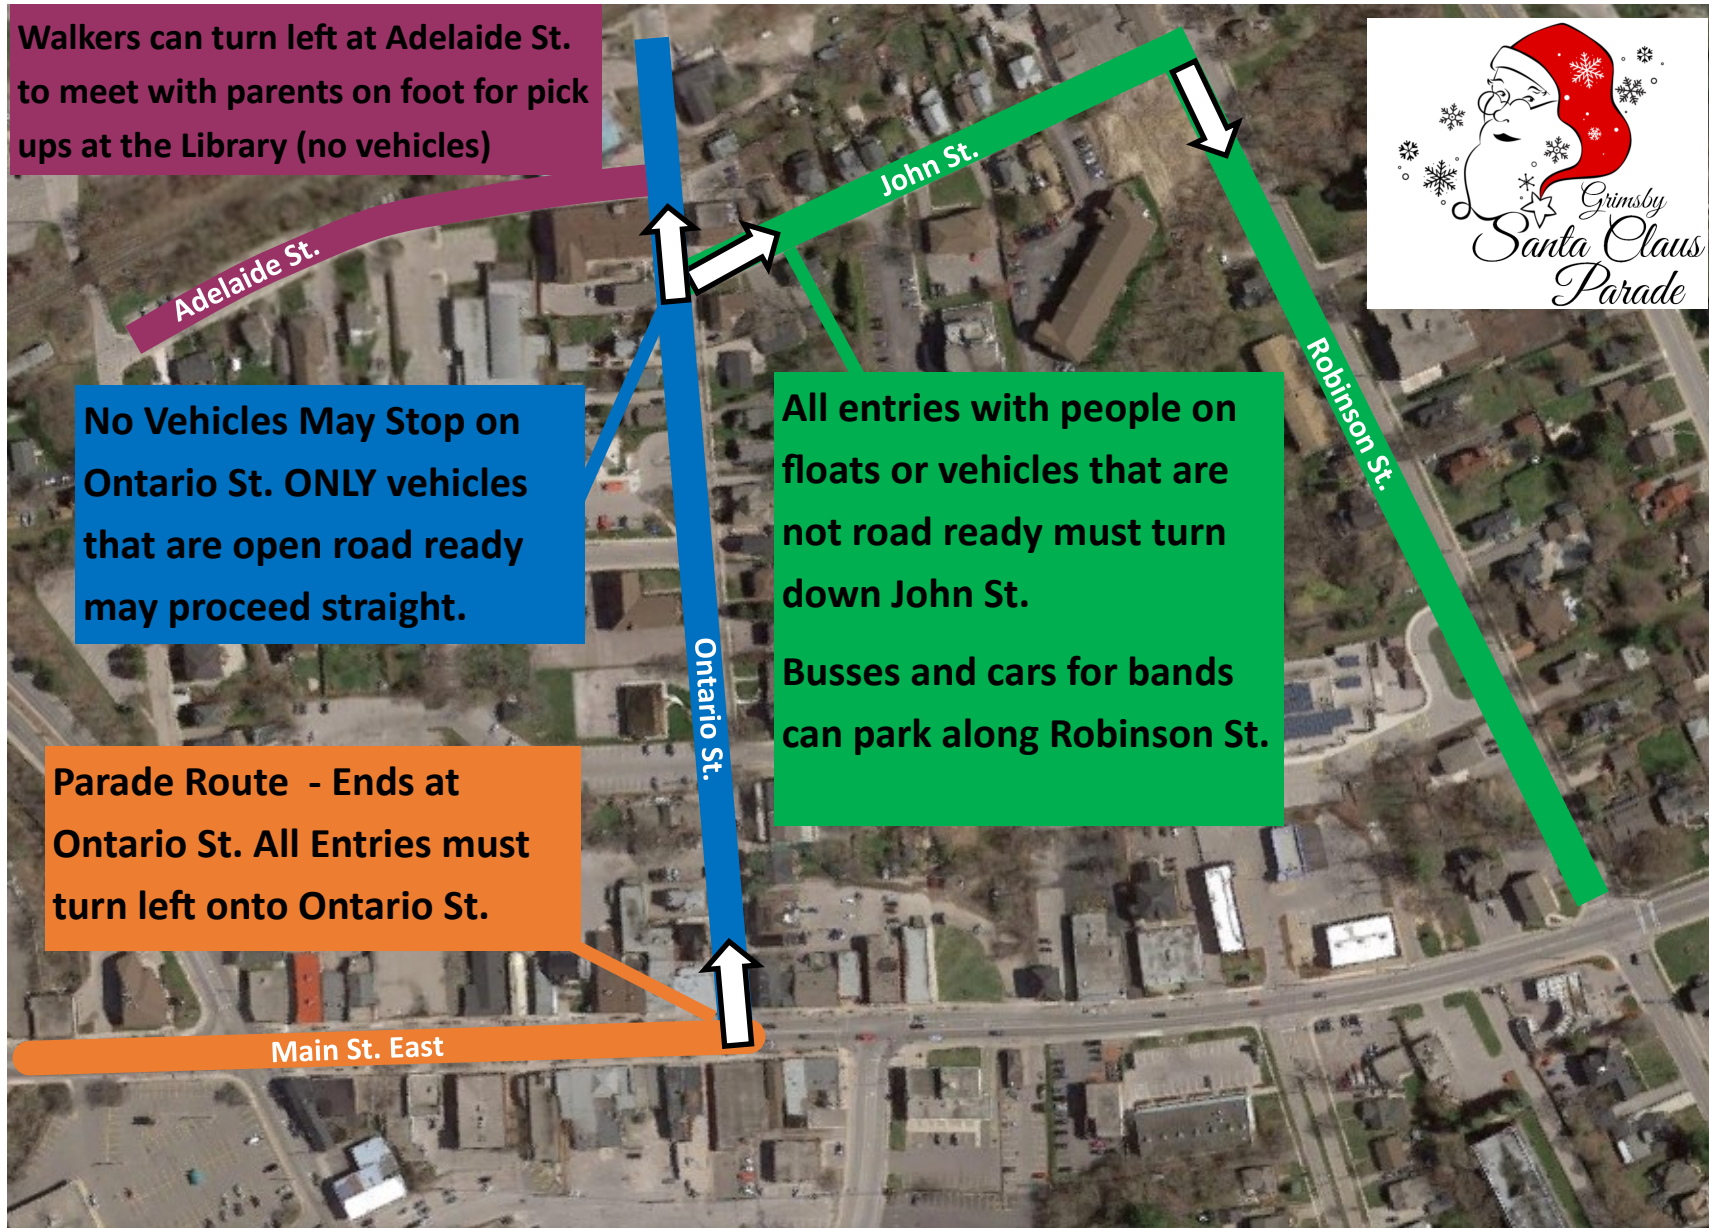 Walkers can turn left at Adelaide St.
to meet with parents on foot for pick
ups at the Library (no vehicles)
Grimsby
Santa Claus
Parade
John St.
Adelaide St.
Robinson St.
No Vehicles May Stop on
Ontario St. ONLY vehicles
that are open road ready
may proceed straight.
All entries with people on
floats or vehicles that are
not road ready must turn
down John St.
Busses and cars for bands
can park along Robinson St.
Ontario St.
Parade Route - Ends at
Ontario St. All Entries must
turn left onto Ontario St.
Main St. East